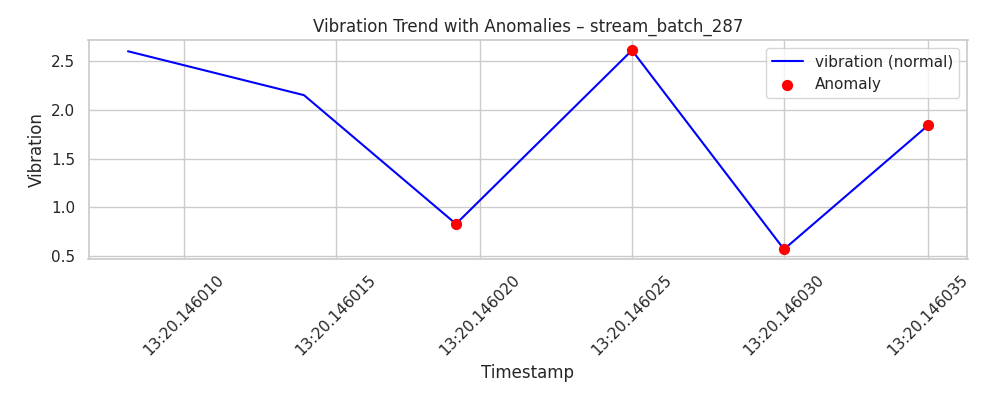 Vibration Trend with Anomalies – stream_batch_287
vibration (normal)
Anomaly
Vibration
2.5
2.0
1.5
1.0
0.5
13:20.146010
13:20.146015
13:20.146020
13:20.146025
13:20.146030
13:20.146035
Timestamp